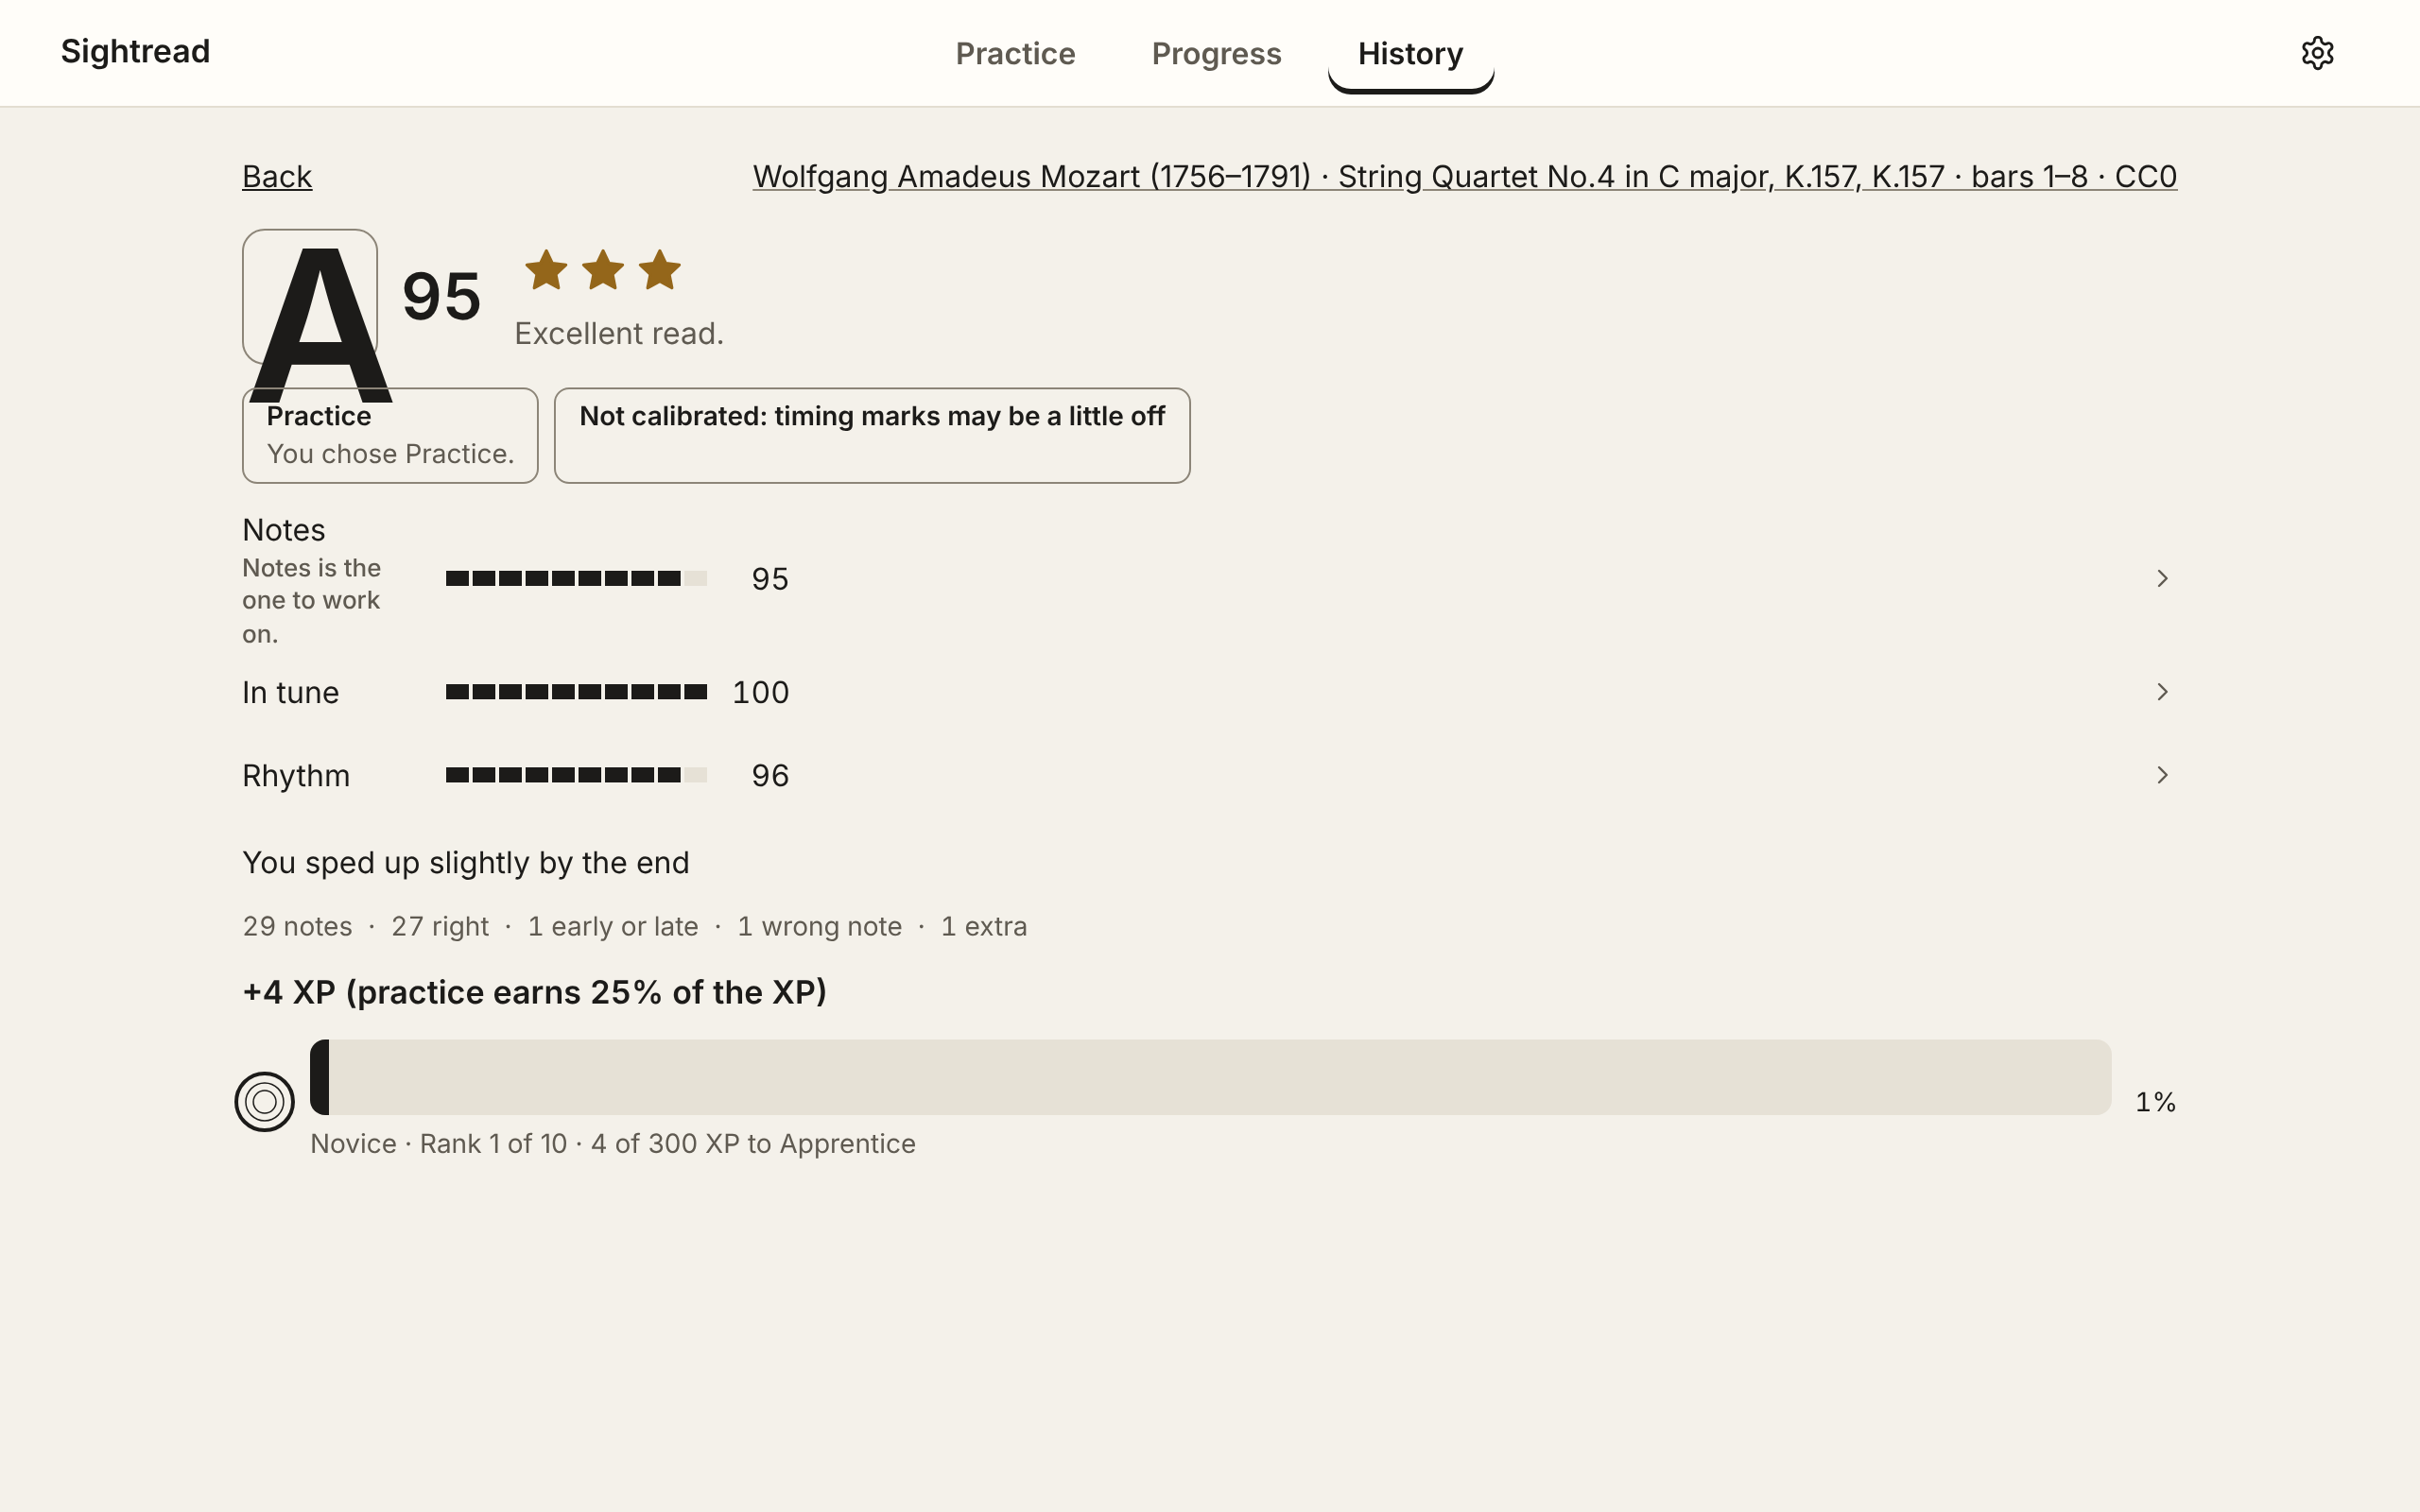 Sightread
Practice
Progress
History
Back
Wolfgang Amadeus Mozart (1756–1791) · String Quartet No.4 in C major, K.157, K.157 · bars 1–8 · CC0
A
95
Excellent read.
Practice
You chose Practice.
Not calibrated: timing marks may be a little off
Notes
Notes is the
one to work
on.
95
In tune
100
Rhythm
96
You sped up slightly by the end
29 notes · 27 right · 1 early or late · 1 wrong note · 1 extra
+4 XP (practice earns 25% of the XP)
1%
Novice · Rank 1 of 10 · 4 of 300 XP to Apprentice